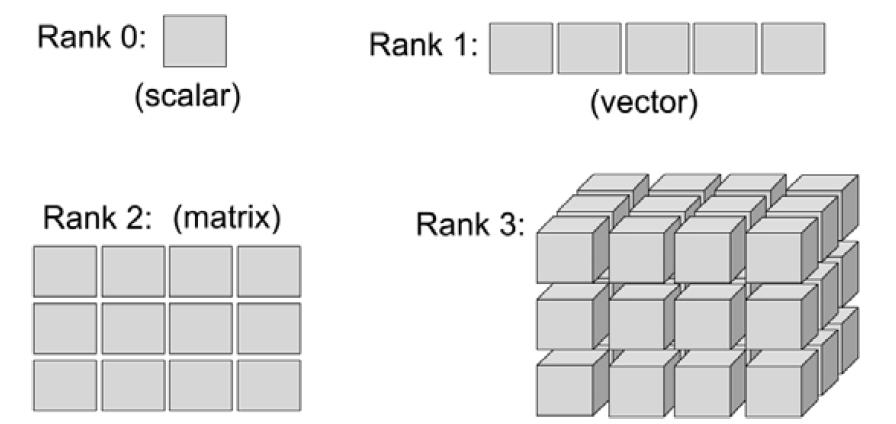 Rank 0:
(scalar)
Rank 1:
(vector)
Rank 2: (matrix)
Rank 3: